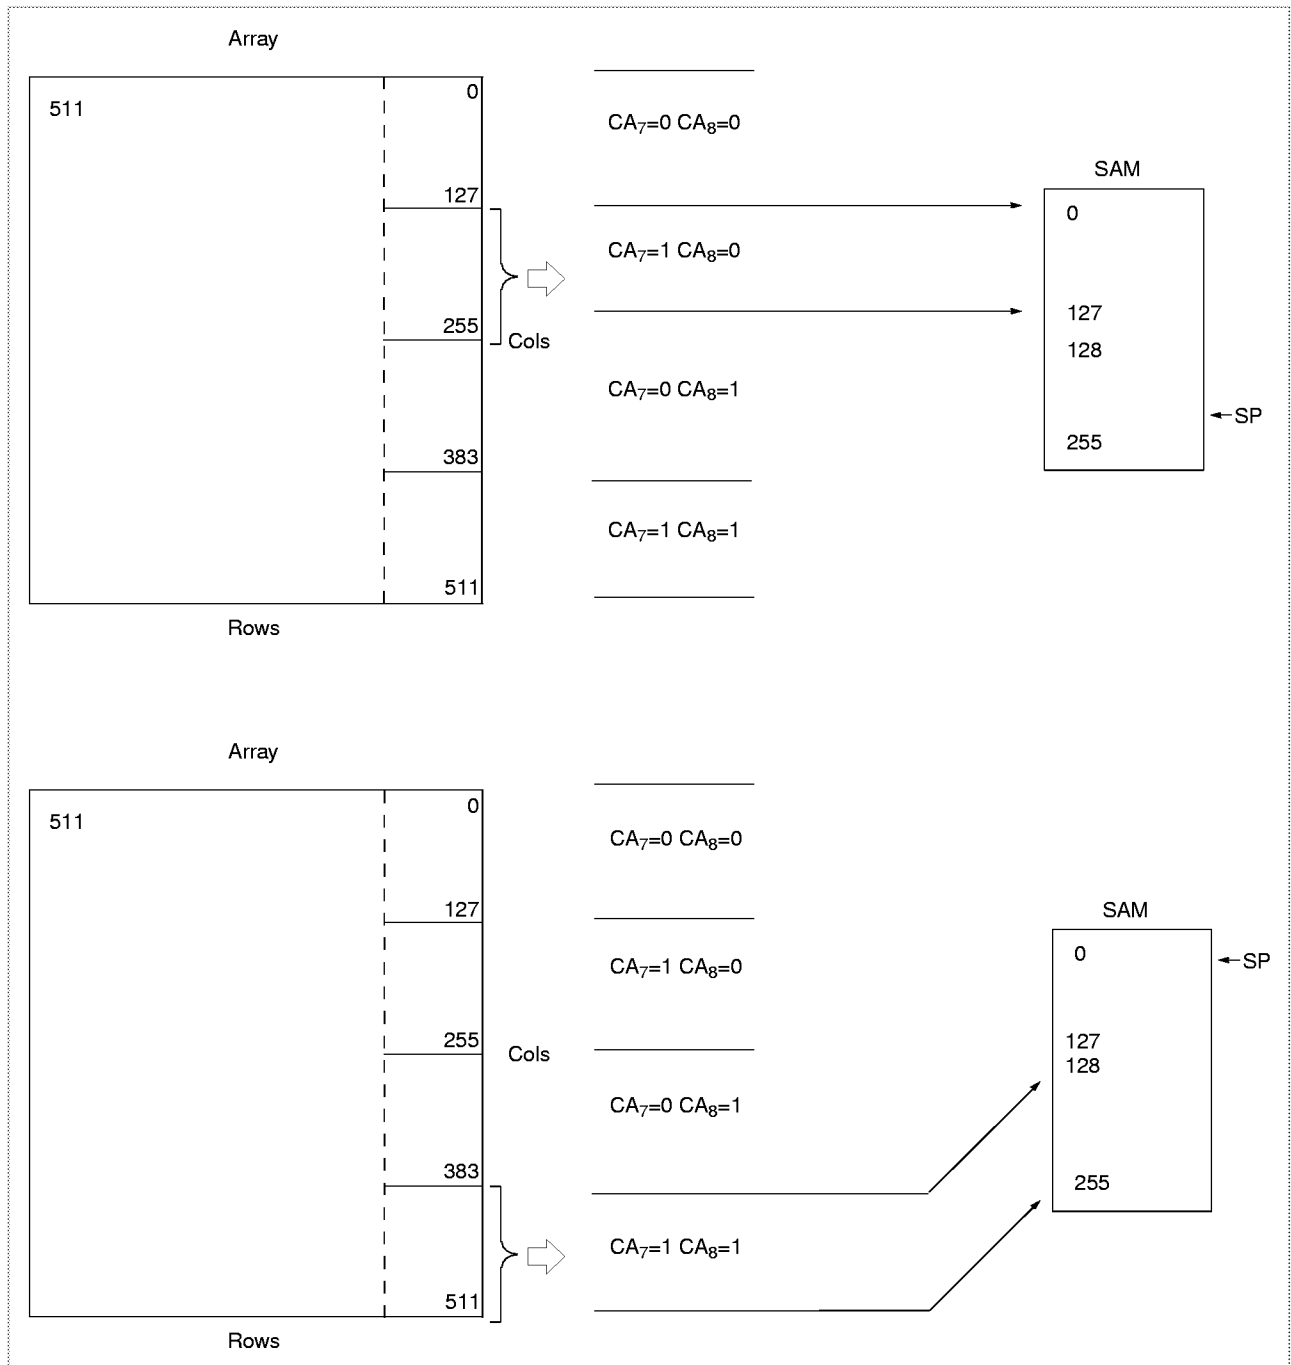 Array
511
0
CA7=0 CA8=0
SAM
127
0
CA7=1 CA8=0
127
255
Cols
128
CA7=0 CA8=1
SP
255
383
CA7=1 CA8=1
511
Rows
Array
0
511
CA7=0 CA8=0
127
SAM
0
SP
CA7=1 CA8=0
255
Cols
127
128
CA7=0 CA8=1
383
255
CA7=1 CA8=1
511
Rows